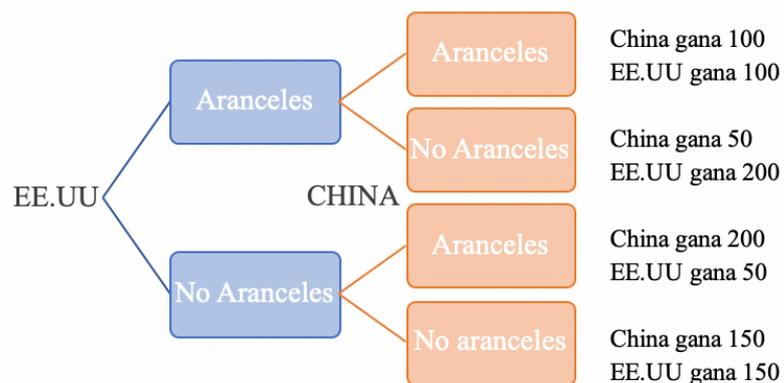 Aranceles
China gana 100
EE.UU gana 100
Aranceles
No Aranceles
China gana 50
EE.UU gana 200
EE.UU
CHINA
Aranceles
China gana 200
EE.UU gana 50
No Aranceles
No aranceles
China gana 150
EE.UU gana 150